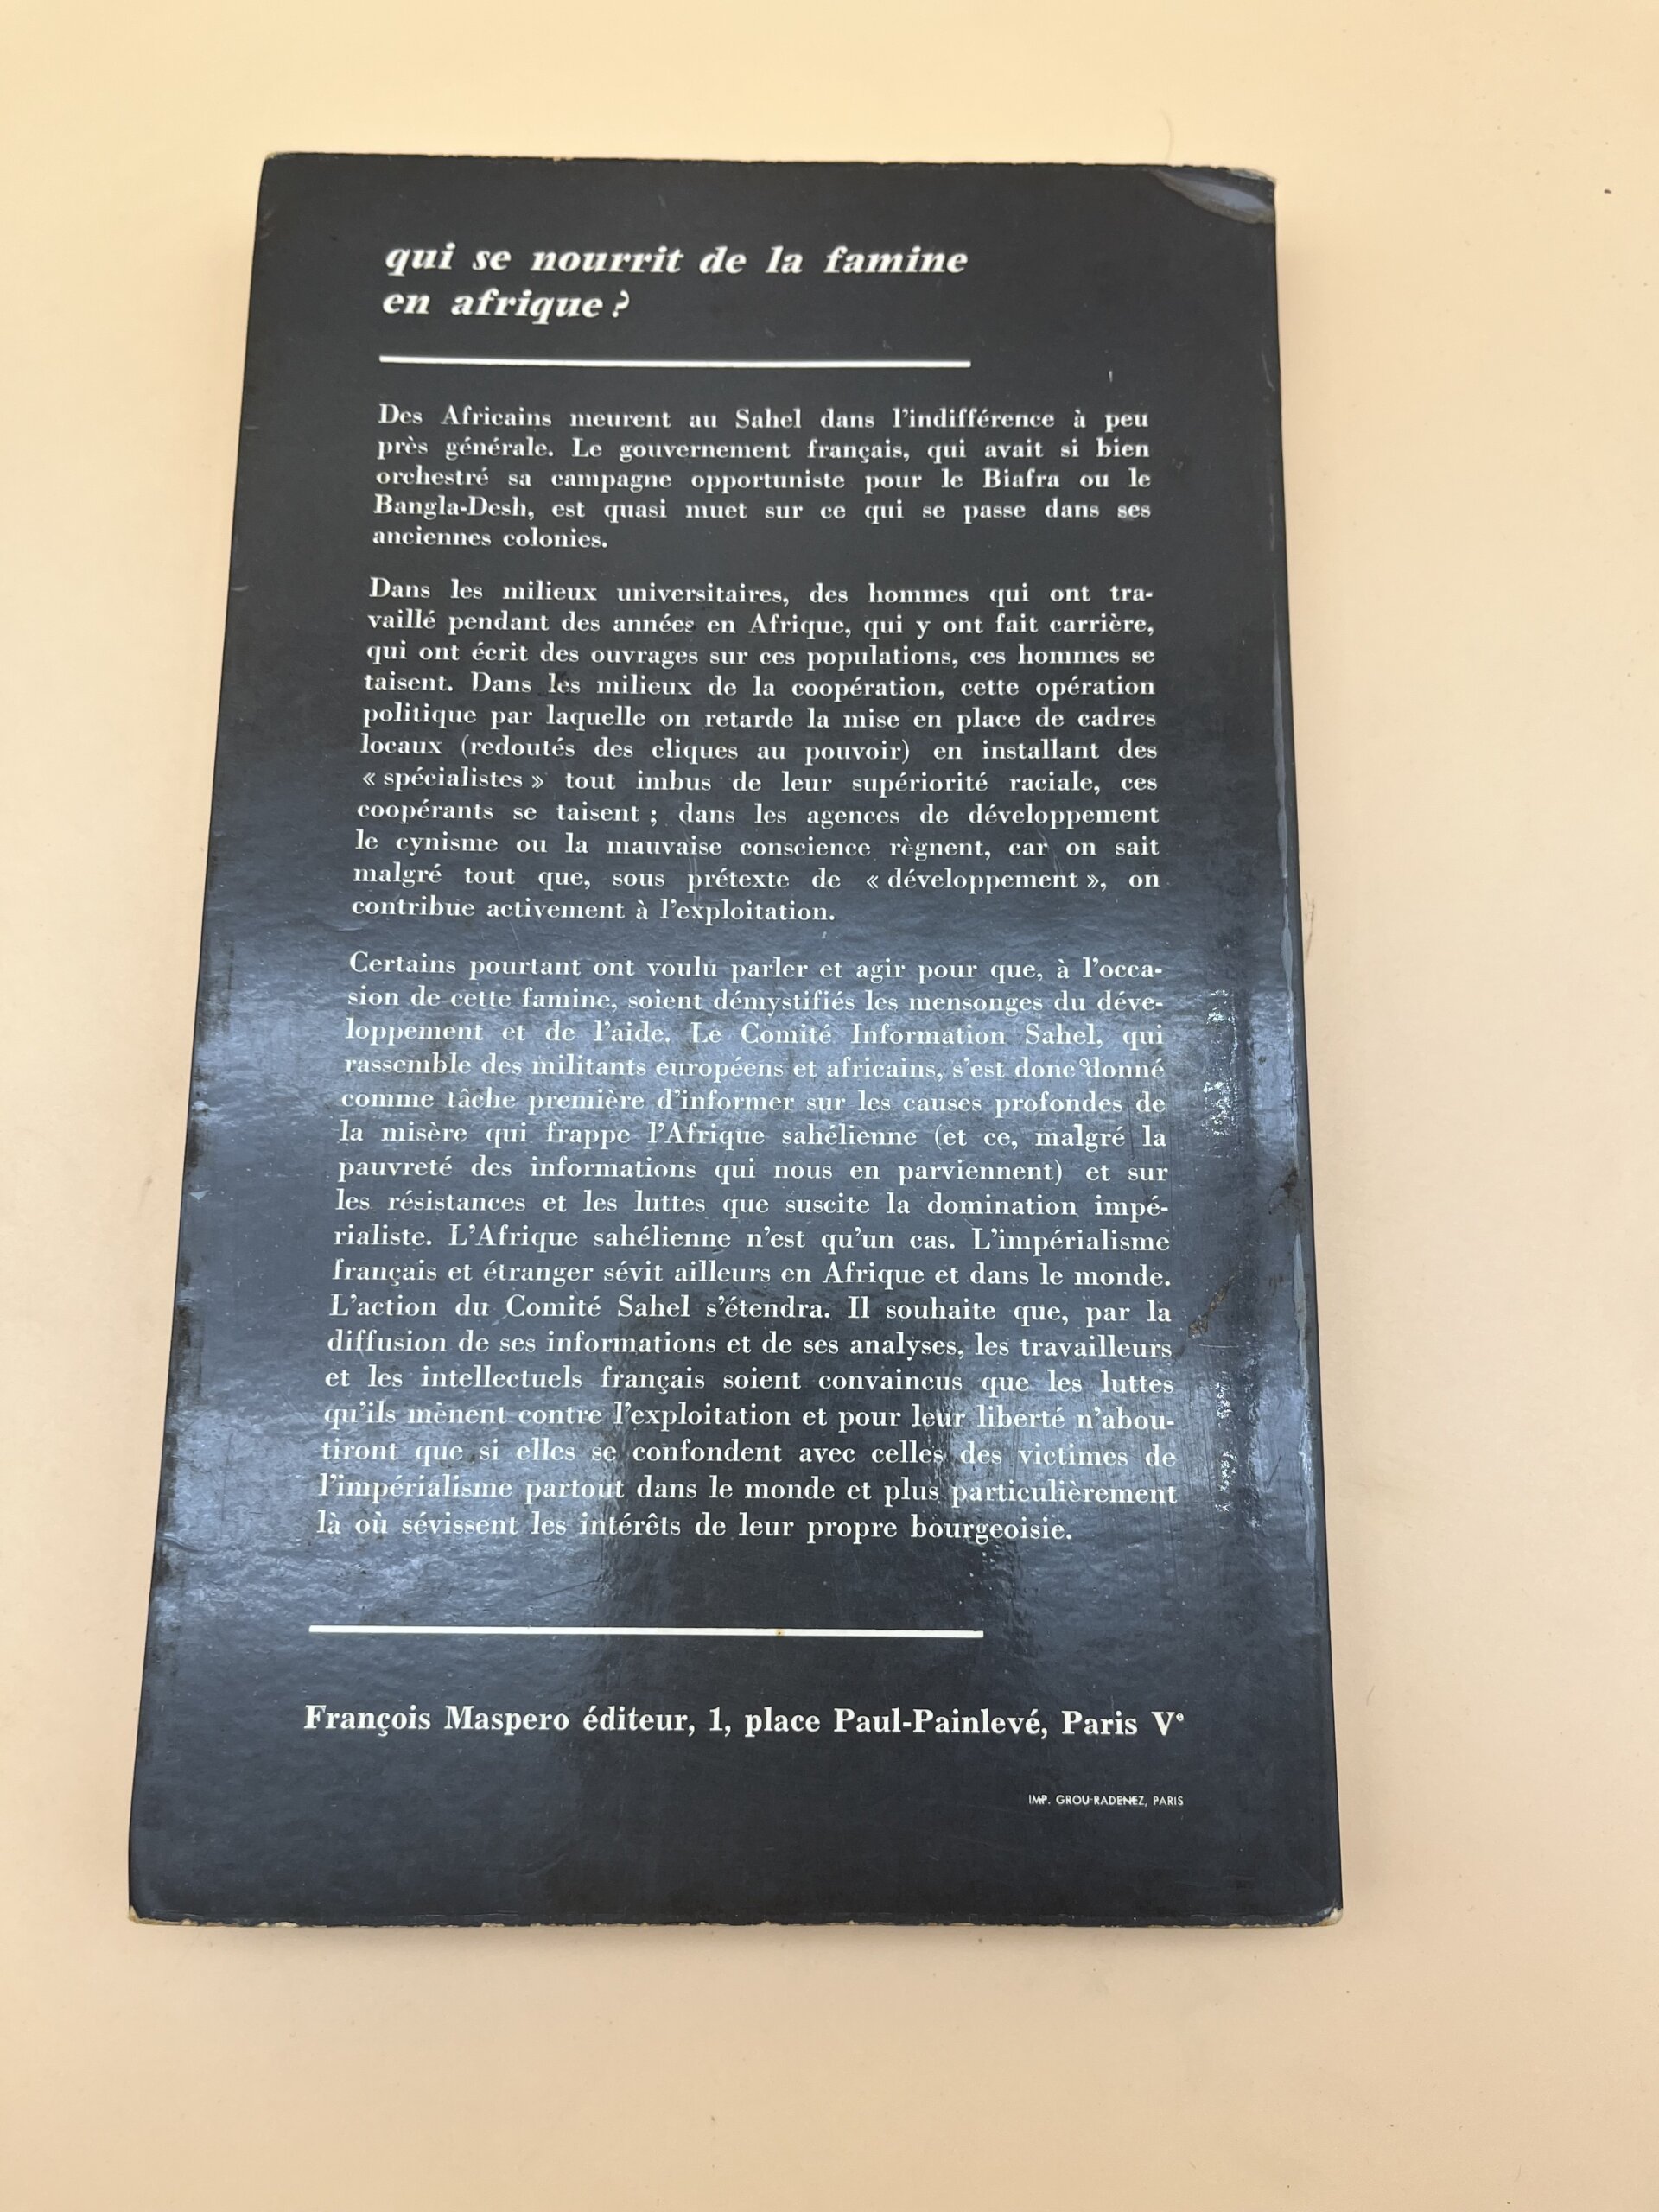 qui se nourrit de la famine
en afrique ?
Des Africains meurent au Sahel dans l'indifférence à peu
près générale. Le gouvernement français, qui avait si bien
orchestré sa campagne opportuniste pour le Biafra ou le
Bangla-Desh, est quasi muet sur ce qui se passe dans ses
anciennes colonies.
Dans les milieux universitaires, des hommes qui ont tra-
vaillé pendant des années en Afrique, qui y ont fait carrière,
qui ont écrit des ouvrages sur ces populations, ces hommes se
taisent. Dans les milieux de la coopération, cette opération
politique par laquelle on retarde la mise en place de cadres
locaux (redoutés des cliques au pouvoir) en installant des
« spécialistes » tout imbus de leur supériorité raciale, ces
coopérants se taisent ; dans les agences de développement
le cynisme ou la mauvaise conscience règnent, car on sait
malgré tout que, sous prétexte de « développement », on
contribue activement à l'exploitation.
Certains pourtant ont voulu parler et agir pour que, à l'occa-
sion de cette famine, soient démystifiés les mensonges du déve-
loppement et de l'aide. Le Comité Information Sahel, qui
rassemble des militants européens et africains, s'est donc donné
comme tâche première d'informer sur les causes profondes de
la misère qui frappe l'Afrique sahélienne (et ce, malgré la
pauvreté des informations qui nous en parviennent) et sur
les résistances et les luttes que suscite la domination impé-
rialiste. L'Afrique sahélienne n'est qu'un cas. L'impérialisme
français et étranger sévit ailleurs en Afrique et dans le monde.
L'action du Comité Sahel s'étendra. Il souhaite que, par la
diffusion de ses informations et de ses analyses, les travailleurs
et les intellectuels français soient convaincus que les luttes
qu'ils mènent contre l'exploitation et pour leur liberté n'abou-
tiront que si elles se confondent avec celles des victimes de
l'impérialisme partout dans le monde et plus particulièrement
là où sévissent les intérêts de leur propre bourgeoisie.
François Maspero éditeur, 1, place Paul-Painlevé, Paris Vᵉ
IMP. GROU-RADENEZ, PARIS